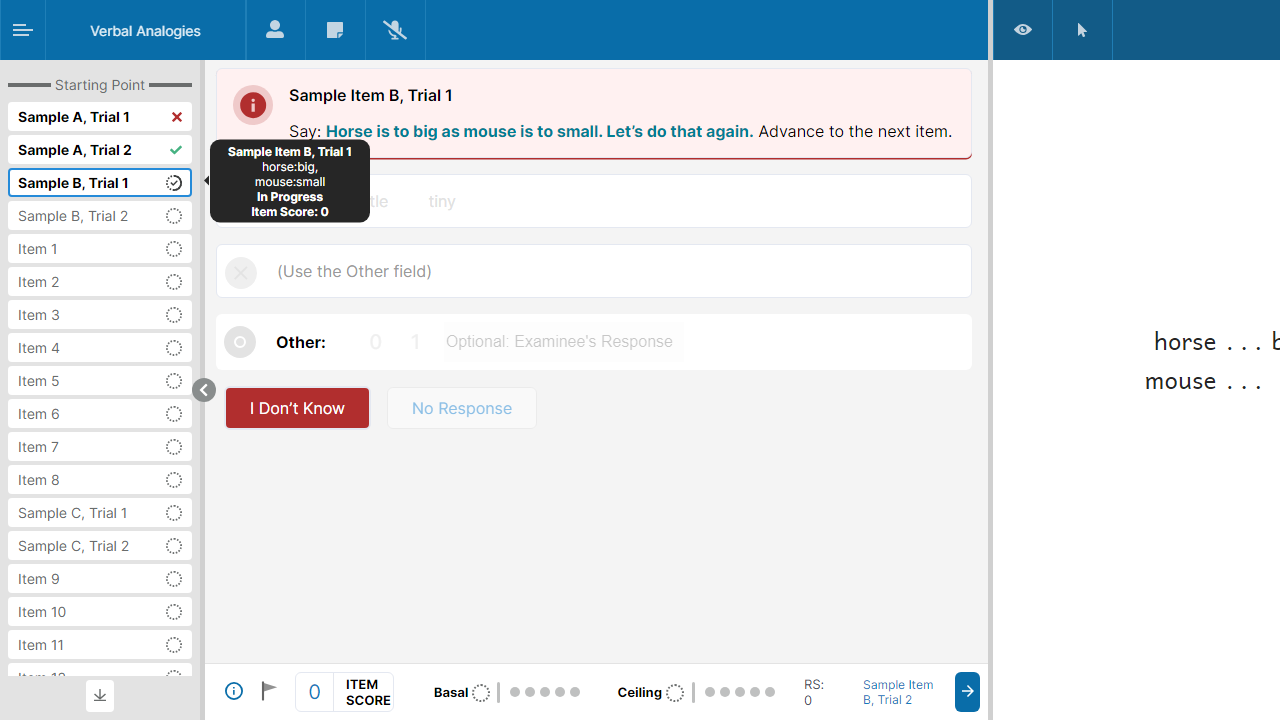 Verbal Analogies
Starting Point
Sample A, Trial 1
Sample A, Trial 2
Sample B, Trial 1
Sample B, Trial 2
Item 1
Item 2
Item 3
Item 4
Item 5
Item 6
Item 7
Item 8
Sample C, Trial 1
Sample C, Trial 2
Item 9
Item 10
Item 11
Sample Item B, Trial 1
Say: Horse is to big as mouse is to small. Let's do that again. Advance to the next item.
Sample Item B, Trial 1
horse:big,
mouse:small
In Progress
Item Score: 0
tiny
(Use the Other field)
Other: 0 1 Optional: Examinee's Response
I Don't Know No Response
0 ITEM SCORE
Basal
Ceiling
RS:
0
Sample Item
B, Trial 2
horse ...
mouse ...